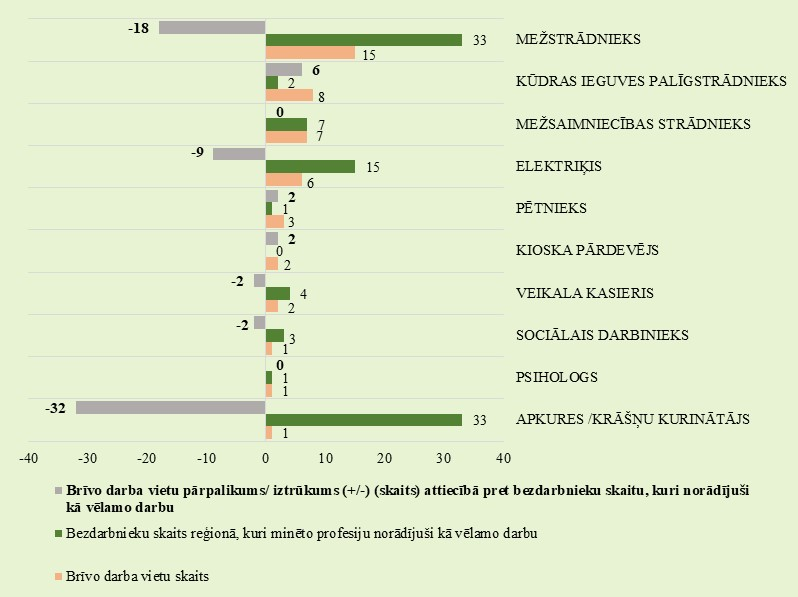 -18
33
15
MEŽSTRĀDNIEKS
6
2
8
KŪDRAS IEGUVES PALĪGSTRĀDNIEKS
0
7
7
MEŽSAIMNIECĪBAS STRĀDNIEKS
-9
15
6
ELEKTRIĶIS
2
1
3
PĒTNIEKS
2
0
2
KIOSKA PĀRDEVĒJS
-2
4
2
VEIKALA KASIERIS
-2
3
1
SOCIĀLAIS DARBINIEKS
0
1
1
PSIHOLOGS
-32
33
1
APKURES /KRĀŠŅU KURINĀTĀJS
-40 -30 -20 -10 0 10 20 30 40
Brīvo darba vietu pārpalikums/ iztrūkums (+/-) (skaits) attiecībā pret bezdarbnieku skaitu, kuri norādījuši
kā vēlamo darbu
Bezdarbnieku skaits reģionā, kuri minēto profesiju norādījuši kā vēlamo darbu
Brīvo darba vietu skaits